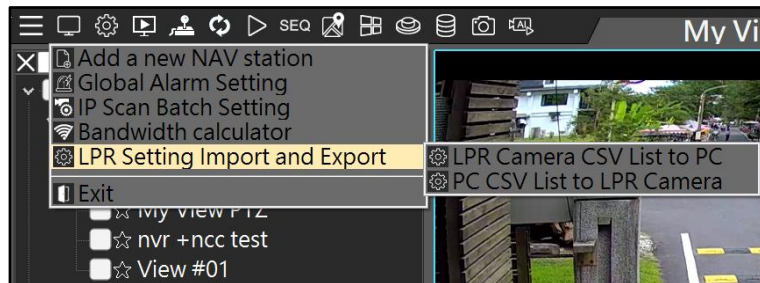 SEQ
My Vi
Add a new NAV station
Global Alarm Setting
IP Scan Batch Setting
Bandwidth calculator
LPR Setting Import and Export
LPR Camera CSV List to PC
PC CSV List to LPR Camera
Exit
My View PTZ
nvr +ncc test
View #01